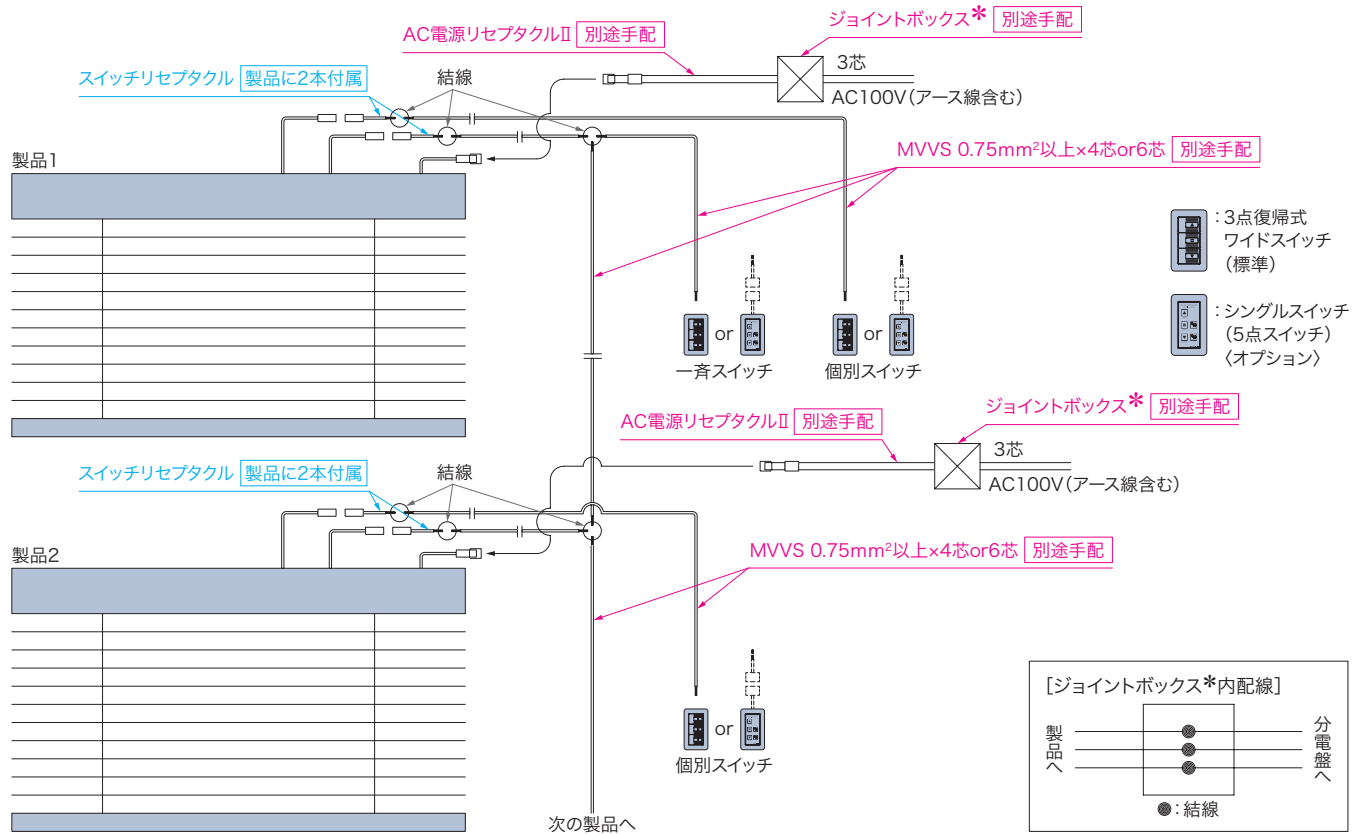 ジョイントボックス* 別途手配
AC電源リセプタクルⅡ 別途手配
3芯
AC100V(アース線含む)
スイッチリセプタクル 製品に2本付属
結線
MVVS 0.75mm²以上×4芯or6芯 別途手配
製品1
:3点復帰式
ワイドスイッチ
(標準)
:シングルスイッチ
(5点スイッチ)
〈オプション〉
or
一斉スイッチ
or
個別スイッチ
ジョイントボックス* 別途手配
AC電源リセプタクルⅡ 別途手配
3芯
AC100V(アース線含む)
スイッチリセプタクル 製品に2本付属
結線
MVVS 0.75mm²以上×4芯or6芯 別途手配
製品2
or
個別スイッチ
次の製品へ
[ジョイントボックス*内配線]
製品へ
分電盤へ
:結線